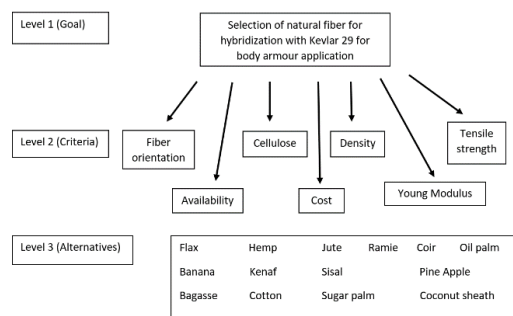 Level 1 (Goal)
Selection of natural fiber for
hybridization with Kevlar 29 for
body armour application
Level 2 (Criteria)
Fiber
orientation
Cellulose
Density
Tensile
strength
Availability
Cost
Young Modulus
Level 3 (Alternatives)
Flax Hemp Jute Ramie Coir Oil palm
Banana Kenaf Sisal Pine Apple
Bagasse Cotton Sugar palm Coconut sheath